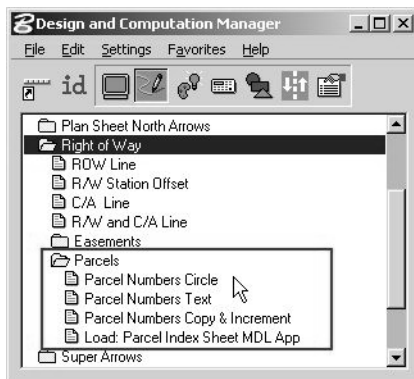 Design and Computation Manager
File Edit Settings Favorites Help
id
Plan Sheet North Arrows
Right of Way
ROW Line
R/W Station Offset
C/A Line
R/W and C/A Line
Easements
Parcels
Parcel Numbers Circle
Parcel Numbers Text
Parcel Numbers Copy & Increment
Load: Parcel Index Sheet MDL App
Super Arrows